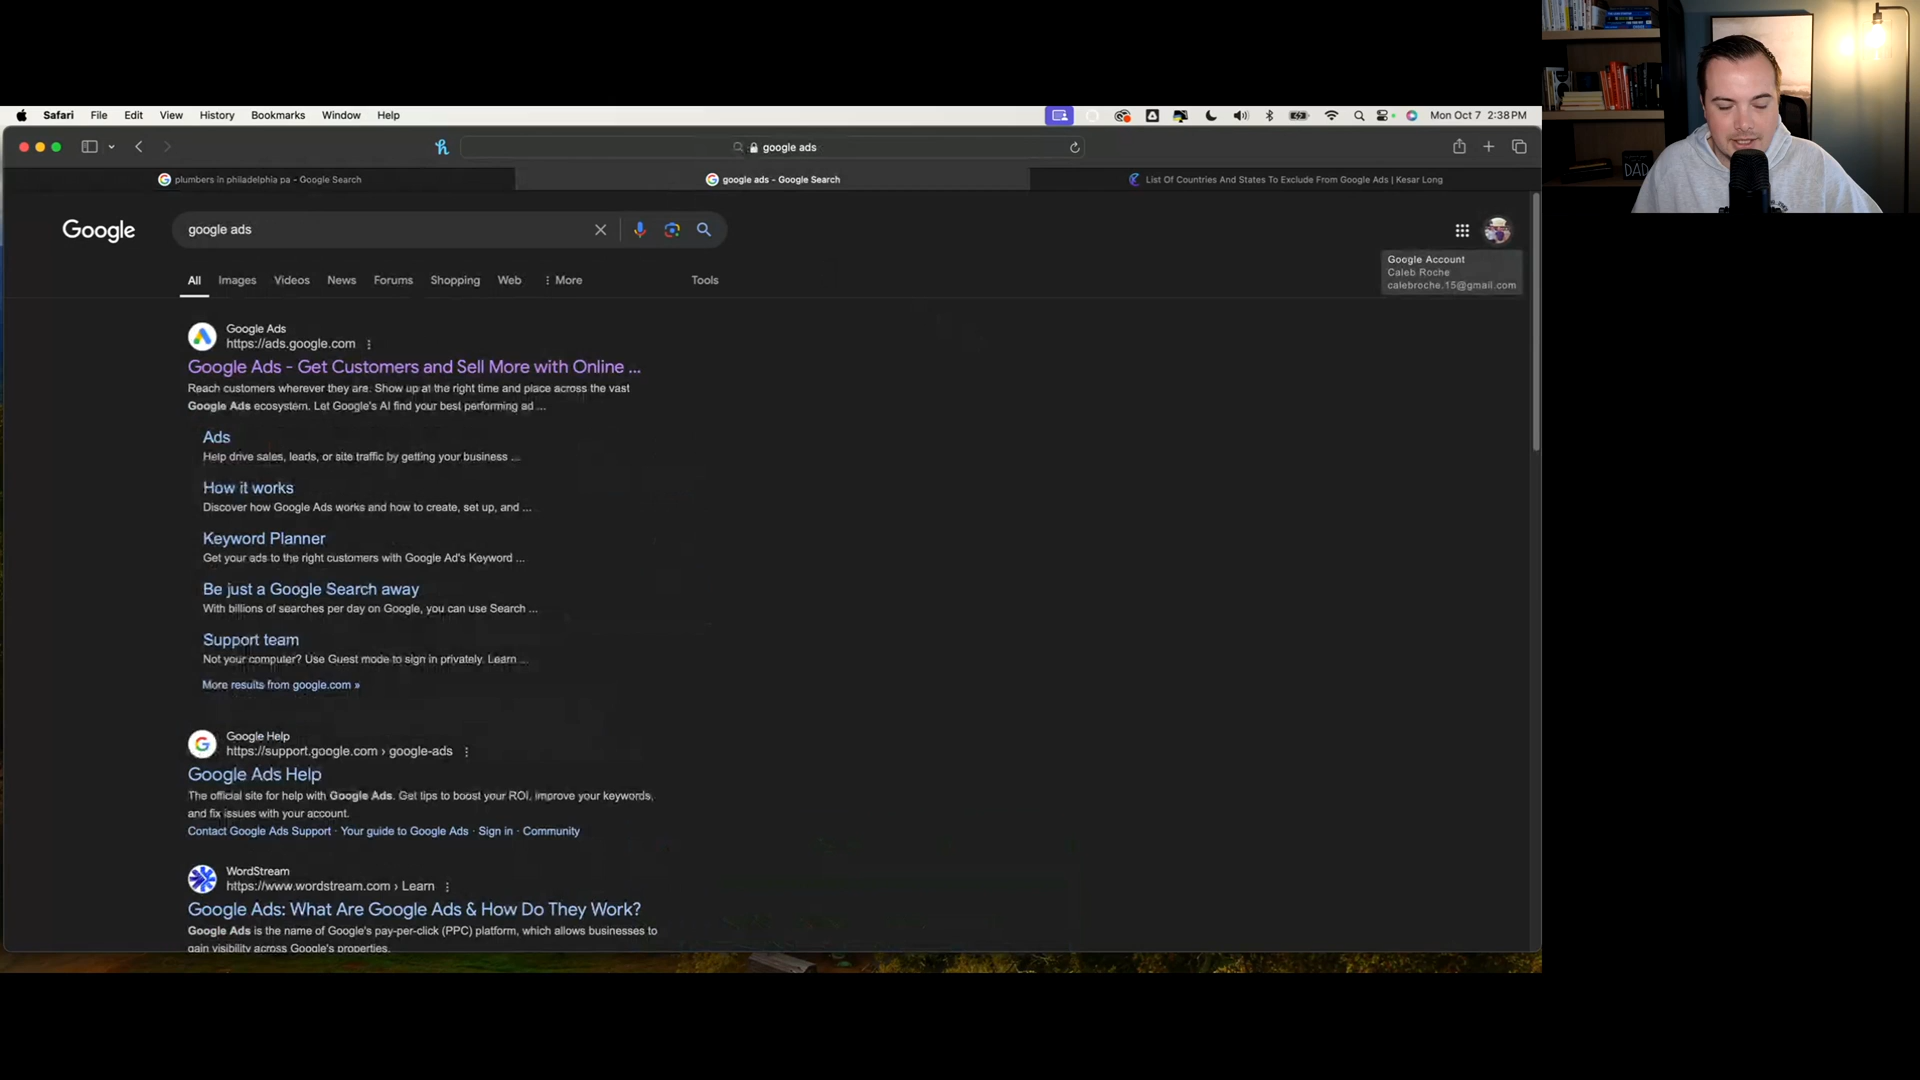 Safari File Edit View History Bookmarks Window Help Mon Oct 7 2:38 PM
google ads
plumbers in philadelphia pa - Google Search
google ads - Google Search
List Of Countries And States To Exclude From Google Ads | Kesar Long
Google
google ads
All Images Videos News Forums Shopping Web More Tools
Google Account
Caleb Roche
calebroche.15@gmail.com
Google Ads
https://ads.google.com
Google Ads - Get Customers and Sell More with Online ...
Reach customers wherever they are. Show up at the right time and place across the vast
Google Ads ecosystem. Let Google's AI find your best performing ad ...
Ads
Help drive sales, leads, or site traffic by getting your business ...
How it works
Discover how Google Ads works and how to create, set up, and ...
Keyword Planner
Get your ads to the right customers with Google Ad's Keyword ...
Be just a Google Search away
With billions of searches per day on Google, you can use Search ...
Support team
Not your computer? Use Guest mode to sign in privately. Learn ...
More results from google.com »
Google Help
https://support.google.com › google-ads
Google Ads Help
The official site for help with Google Ads. Get tips to boost your ROI, improve your keywords,
and fix issues with your account.
Contact Google Ads Support · Your guide to Google Ads · Sign in · Community
WordStream
https://www.wordstream.com › Learn
Google Ads: What Are Google Ads & How Do They Work?
Google Ads is the name of Google's pay-per-click (PPC) platform, which allows businesses to
gain visibility across Google's properties.
DAD